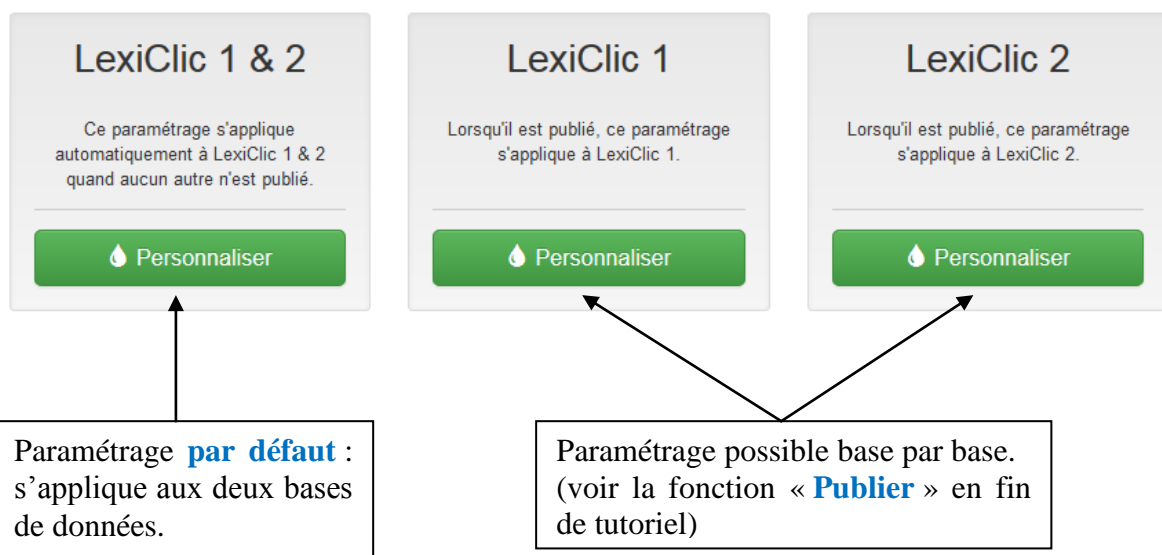 LexiClic 1 & 2
Ce paramétrage s'applique
automatiquement à LexiClic 1 & 2
quand aucun autre n'est publié.
Personnaliser
LexiClic 1
Lorsqu'il est publié, ce paramétrage
s'applique à LexiClic 1.
Personnaliser
LexiClic 2
Lorsqu'il est publié, ce paramétrage
s'applique à LexiClic 2.
Personnaliser
Paramétrage par défaut :
s’applique aux deux bases
de données.
Paramétrage possible base par base.
(voir la fonction « Publier » en fin
de tutoriel)